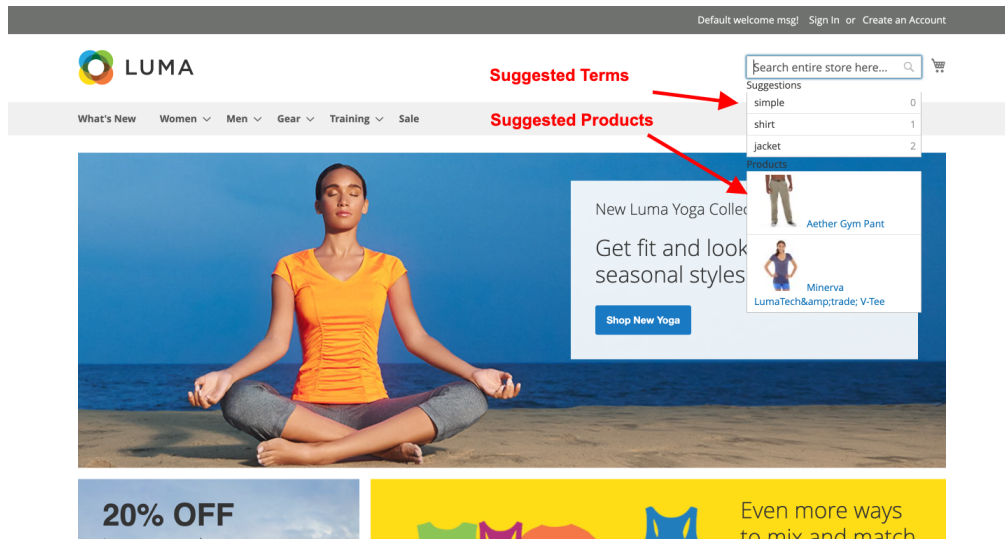 Default welcome msg! Sign In or Create an Account
LUMA
Search entire store here...
Suggested Terms
Suggestions
simple 0
What's New Women Men Gear Training Sale
Suggested Products
shirt 1
jacket 2
Products
New Luma Yoga Collec
Aether Gym Pant
Get fit and look
seasonal styles
Minerva
LumaTech&amp;trade; V-Tee
Shop New Yoga
20% OFF
Even more ways
to mix and match